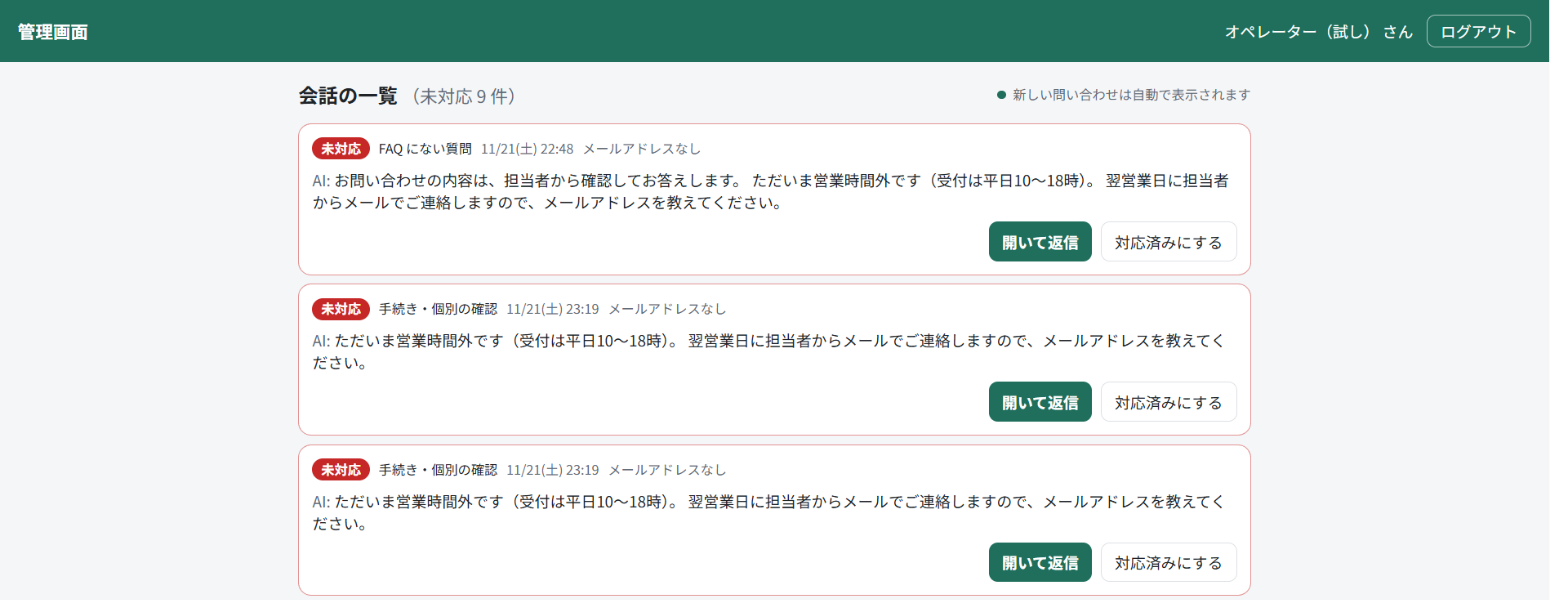 管理画面
オペレーター（試し） さん ログアウト
会話の一覧 （未対応 9 件）
新しい問い合わせは自動で表示されます
未対応 FAQ にない質問 11/21(土) 22:48 メールアドレスなし
AI: お問い合わせの内容は、担当者から確認してお答えします。 ただいま営業時間外です（受付は平日10〜18時）。 翌営業日に担当者
からメールでご連絡しますので、メールアドレスを教えてください。
開いて返信 対応済みにする
未対応 手続き・個別の確認 11/21(土) 23:19 メールアドレスなし
AI: ただいま営業時間外です（受付は平日10〜18時）。 翌営業日に担当者からメールでご連絡しますので、メールアドレスを教えてく
ださい。
開いて返信 対応済みにする
未対応 手続き・個別の確認 11/21(土) 23:19 メールアドレスなし
AI: ただいま営業時間外です（受付は平日10〜18時）。 翌営業日に担当者からメールでご連絡しますので、メールアドレスを教えてく
ださい。
開いて返信 対応済みにする